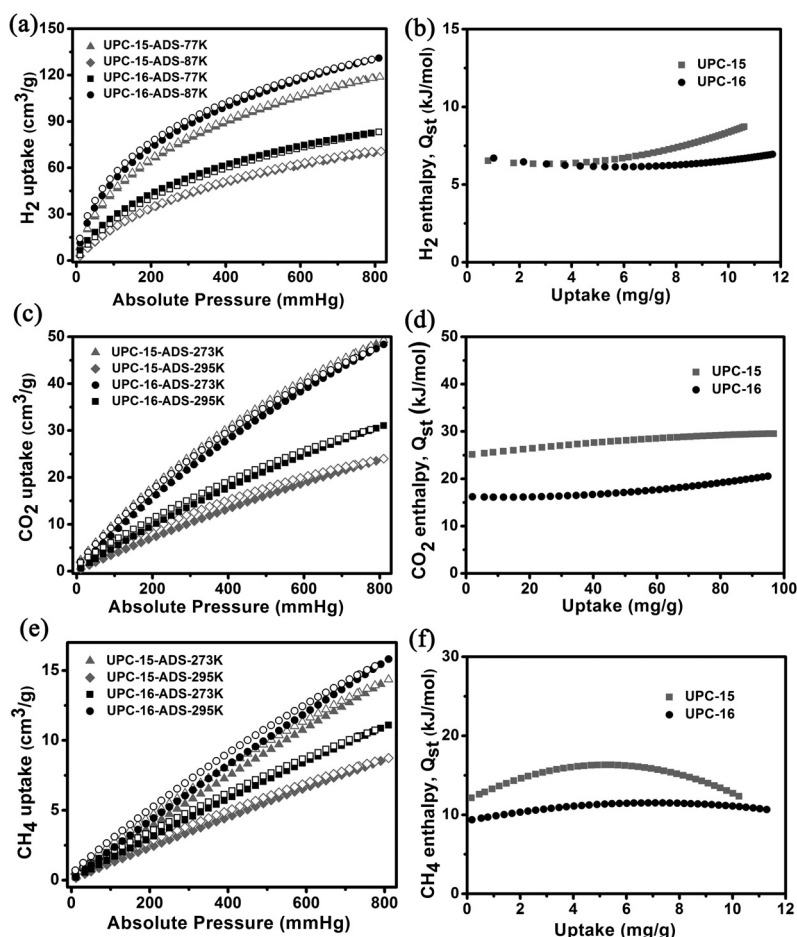 (a)
H2 uptake (cm3/g)
150
120
90
60
30
0
UPC-15-ADS-77K
UPC-15-ADS-87K
UPC-16-ADS-77K
UPC-16-ADS-87K
0 200 400 600 800
Absolute Pressure (mmHg)
(b)
H2 enthalpy, Qst (kJ/mol)
15
10
5
0
UPC-15
UPC-16
0 2 4 6 8 10 12
Uptake (mg/g)
(c)
CO2 uptake (cm3/g)
50
40
30
20
10
0
UPC-15-ADS-273K
UPC-15-ADS-295K
UPC-16-ADS-273K
UPC-16-ADS-295K
0 200 400 600 800
Absolute Pressure (mmHg)
(d)
CO2 enthalpy, Qst (kJ/mol)
50
40
30
20
10
0
UPC-15
UPC-16
0 20 40 60 80 100
Uptake (mg/g)
(e)
CH4 uptake (cm3/g)
15
10
5
0
UPC-15-ADS-273K
UPC-15-ADS-295K
UPC-16-ADS-273K
UPC-16-ADS-295K
0 200 400 600 800
Absolute Pressure (mmHg)
(f)
CH4 enthalpy, Qst (kJ/mol)
30
20
10
0
UPC-15
UPC-16
0 2 4 6 8 10 12
Uptake (mg/g)